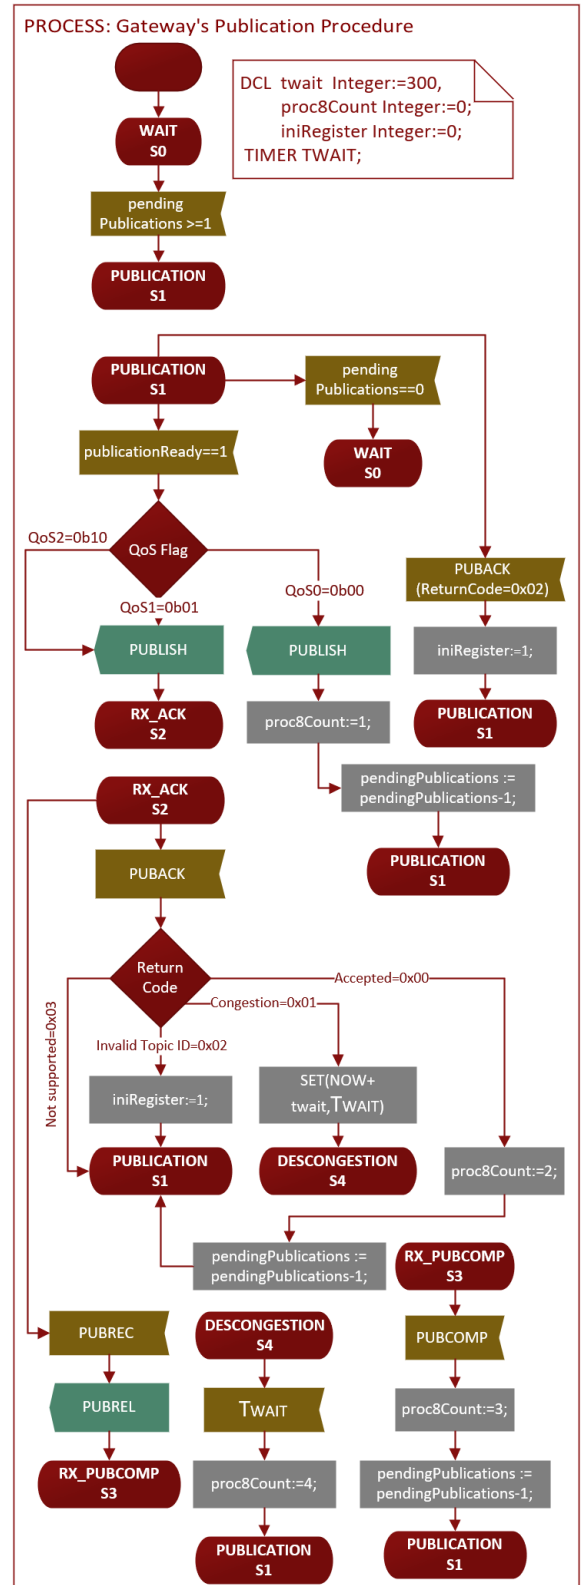 PROCESS: Gateway's Publication Procedure
DCL twait Integer:=300,
proc8Count Integer:=0;
iniRegister Integer:=0;
TIMER TWAIT;
WAIT
S0
pending
Publications >=1
PUBLICATION
S1
PUBLICATION
S1
pending
Publications==0
WAIT
S0
publicationReady==1
QoS Flag
QoS2=0b10
QoS1=0b01
QoS0=0b00
PUBACK
(ReturnCode=0x02)
PUBLISH
PUBLISH
iniRegister:=1;
RX_ACK
S2
proc8Count:=1;
PUBLICATION
S1
pendingPublications :=
pendingPublications-1;
PUBLICATION
S1
RX_ACK
S2
PUBACK
Return
Code
Accepted=0x00
Congestion=0x01
Invalid Topic ID=0x02
Not supported=0x03
iniRegister:=1;
SET(NOW+
twait,TWAIT)
PUBLICATION
S1
DESCONGESTION
S4
proc8Count:=2;
pendingPublications :=
pendingPublications-1;
RX_PUBCOMP
S3
PUBREC
DESCONGESTION
S4
PUBCOMP
PUBREL
TWAIT
proc8Count:=3;
RX_PUBCOMP
S3
proc8Count:=4;
pendingPublications :=
pendingPublications-1;
PUBLICATION
S1
PUBLICATION
S1